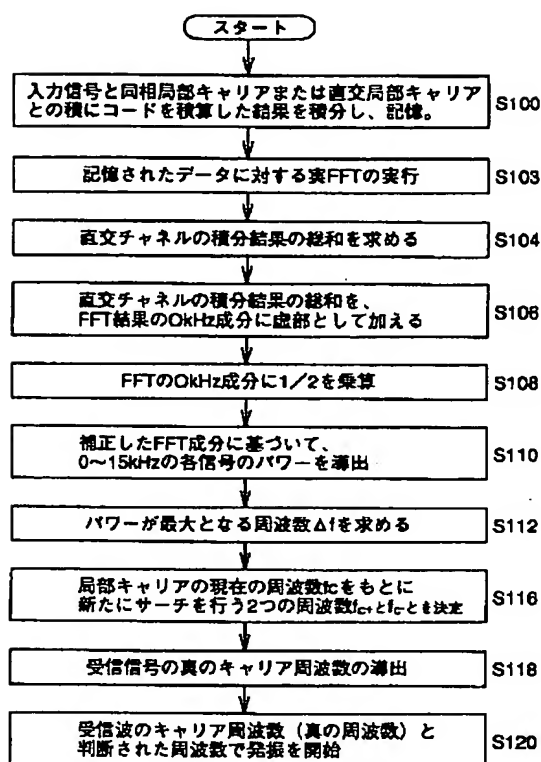 スタート
入力信号と同相局部キャリアまたは直交局部キャリア
との積にコードを積算した結果を積分し、記憶。
S100
記憶されたデータに対する実FFTの実行
S103
直交チャネルの積分結果の総和を求める
S104
直交チャネルの積分結果の総和を、
FFT結果のOkHz成分に虚部として加える
S106
FFTのOkHz成分に1／2を乗算
S108
補正したFFT成分に基づいて、
0～15kHzの各信号のパワーを導出
S110
パワーが最大となる周波数Δfを求める
S112
局部キャリアの現在の周波数fcをもとに
新たにサーチを行う2つの周波数fc+とfc-とを決定
S116
受信信号の真のキャリア周波数の導出
S118
受信波のキャリア周波数（真の周波数）と
判断された周波数で発振を開始
S120